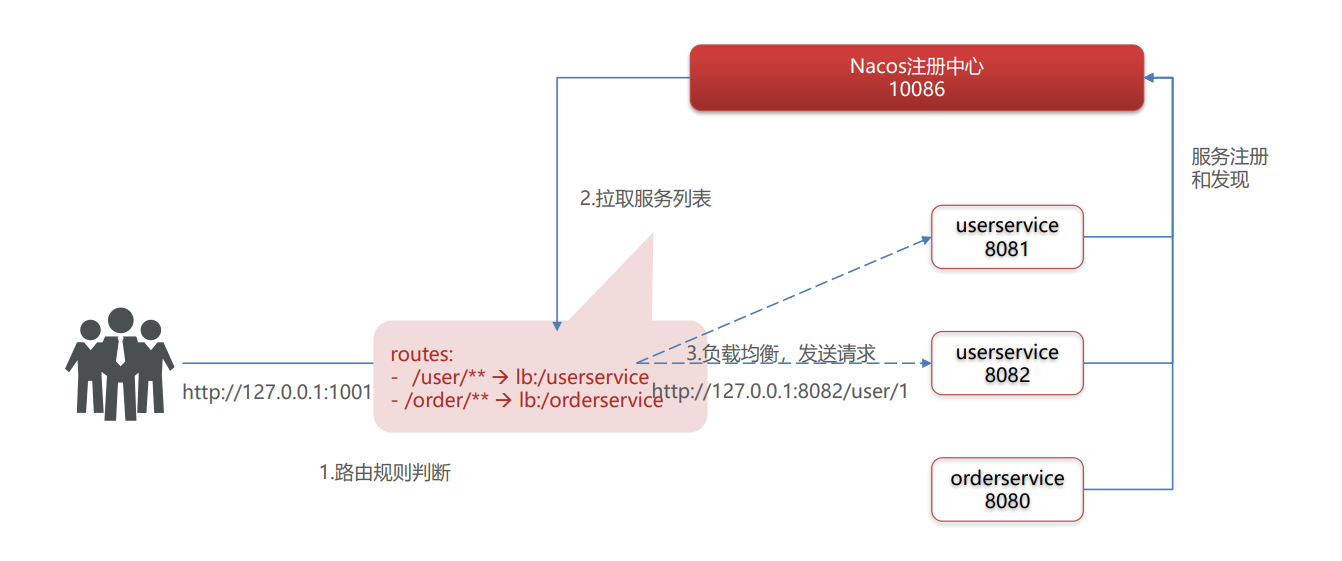 Nacos注册中心
10086
服务注册
和发现
2.拉取服务列表
userservice
8081
routes:
- /user/** → lb:/userservice
- /order/** → lb:/orderservice
3.负载均衡，发送请求
userservice
8082
http://127.0.0.1:1001
http://127.0.0.1:8082/user/1
1.路由规则判断
orderservice
8080